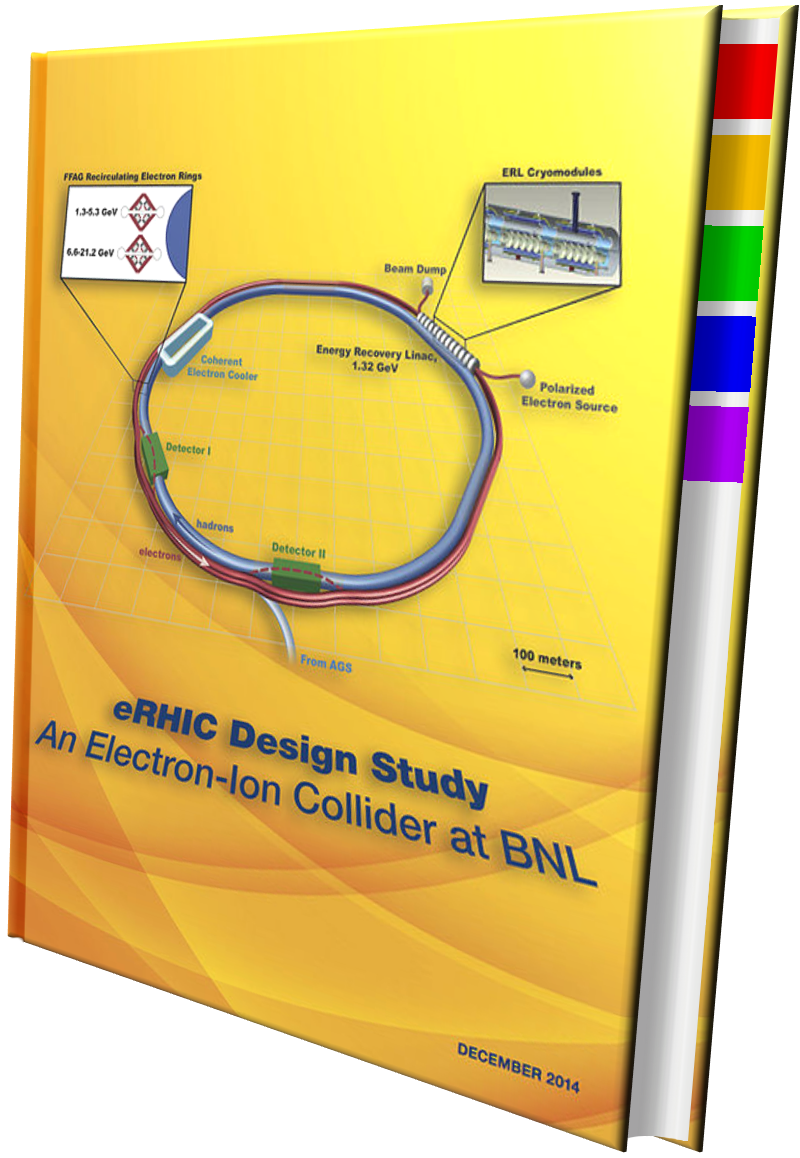 FFAG Recirculating Electron Rings
1.3-5.3 GeV
6.6-21.2 GeV
ERL Cryomodules
Beam Dump
Energy Recovery Linac,
1.32 GeV
Polarized
Electron Source
Coherent
Electron Cooler
Detector I
hadrons
electrons
Detector II
From AGS
100 meters
eRHIC Design Study
An Electron-Ion Collider at BNL
DECEMBER 2014